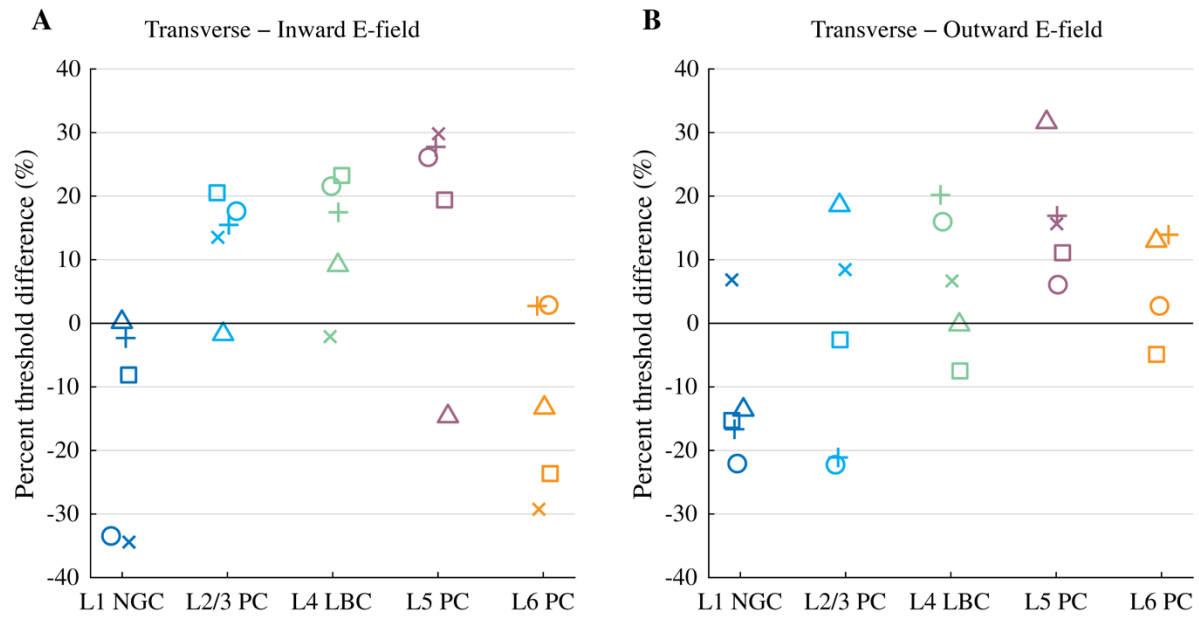 A
Transverse – Inward E-field
Percent threshold difference (%)
40
30
20
10
0
-10
-20
-30
-40
L1 NGC
L2/3 PC
L4 LBC
L5 PC
L6 PC
B
Transverse – Outward E-field
Percent threshold difference (%)
40
30
20
10
0
-10
-20
-30
-40
L1 NGC
L2/3 PC
L4 LBC
L5 PC
L6 PC